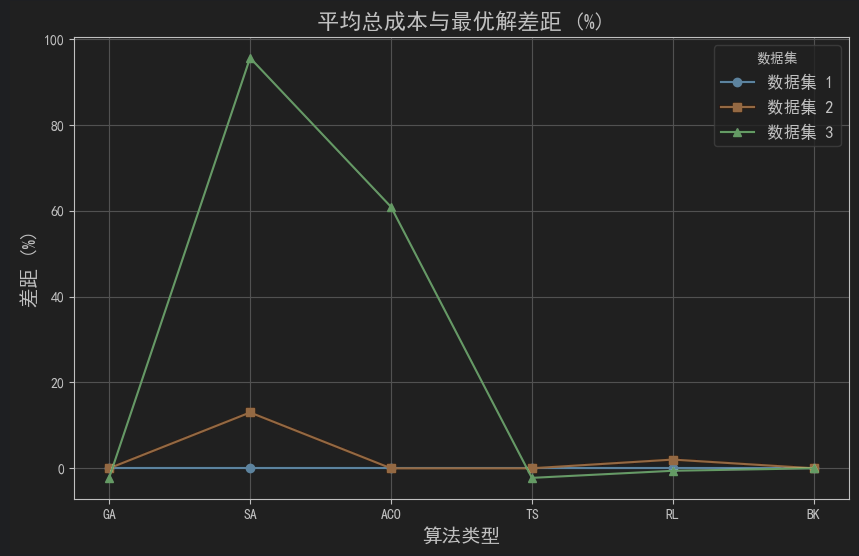 平均总成本与最优解差距 (%)
数据集
数据集 1
数据集 2
数据集 3
差距 (%)
100
80
60
40
20
0
GA SA ACO TS RL BK
算法类型